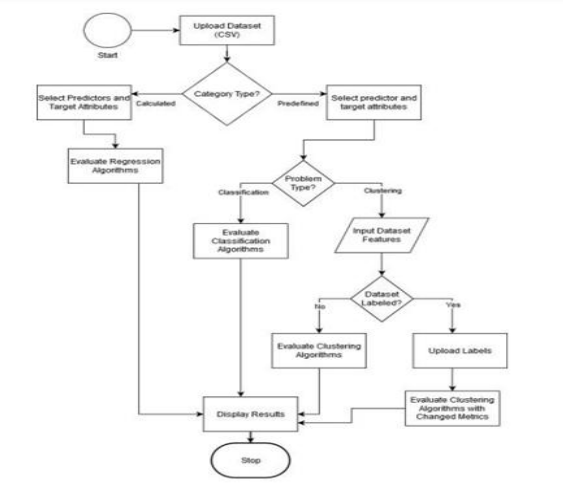 Upload Dataset
(CSV)
Start
Category Type?
Select Predictors and
Target Attributes
Calculated
Predefined
Select predictor and
target attributes
Evaluate Regression
Algorithms
Problem
Type?
Classification
Clustering
Evaluate
Classification
Algorithms
Input Dataset
Features
Dataset
Labeled?
No
Yes
Evaluate Clustering
Algorithms
Upload Labels
Display Results
Evaluate Clustering
Algorithms with
Changed Metrics
Stop